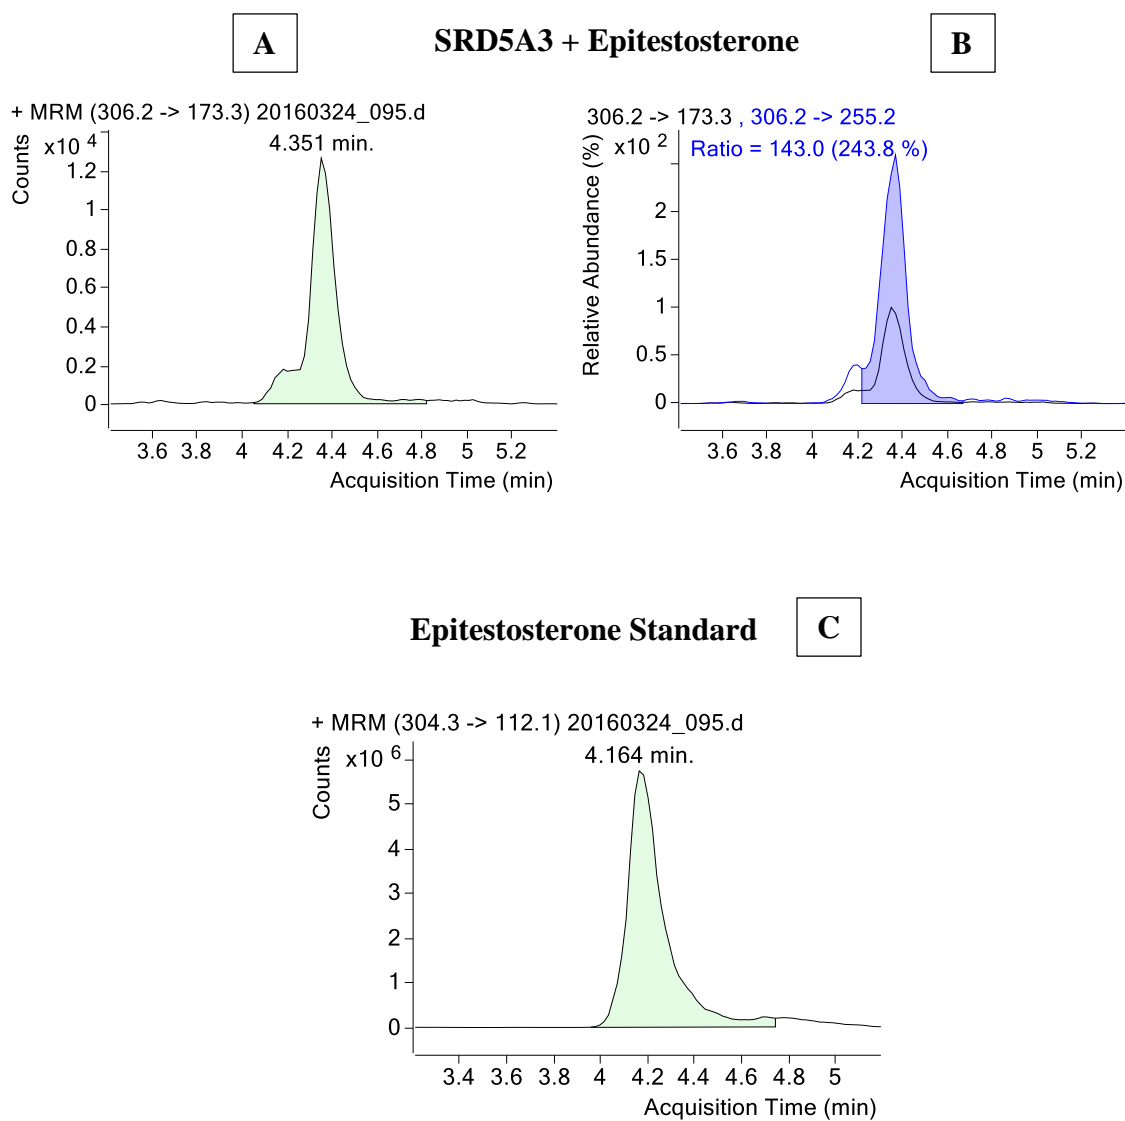 A
SRD5A3 + Epitestosterone
B
+ MRM (306.2 -> 173.3) 20160324_095.d
Counts
x10 4
4.351 min.
1.2
1
0.8
0.6
0.4
0.2
0
3.6 3.8 4 4.2 4.4 4.6 4.8 5 5.2
Acquisition Time (min)
306.2 -> 173.3 , 306.2 -> 255.2
Relative Abundance (%)
x10 2
Ratio = 143.0 (243.8 %)
2
1.5
1
0.5
0
3.6 3.8 4 4.2 4.4 4.6 4.8 5 5.2
Acquisition Time (min)
Epitestosterone Standard
C
+ MRM (304.3 -> 112.1) 20160324_095.d
Counts
x10 6
4.164 min.
5
4
3
2
1
0
3.4 3.6 3.8 4 4.2 4.4 4.6 4.8 5
Acquisition Time (min)